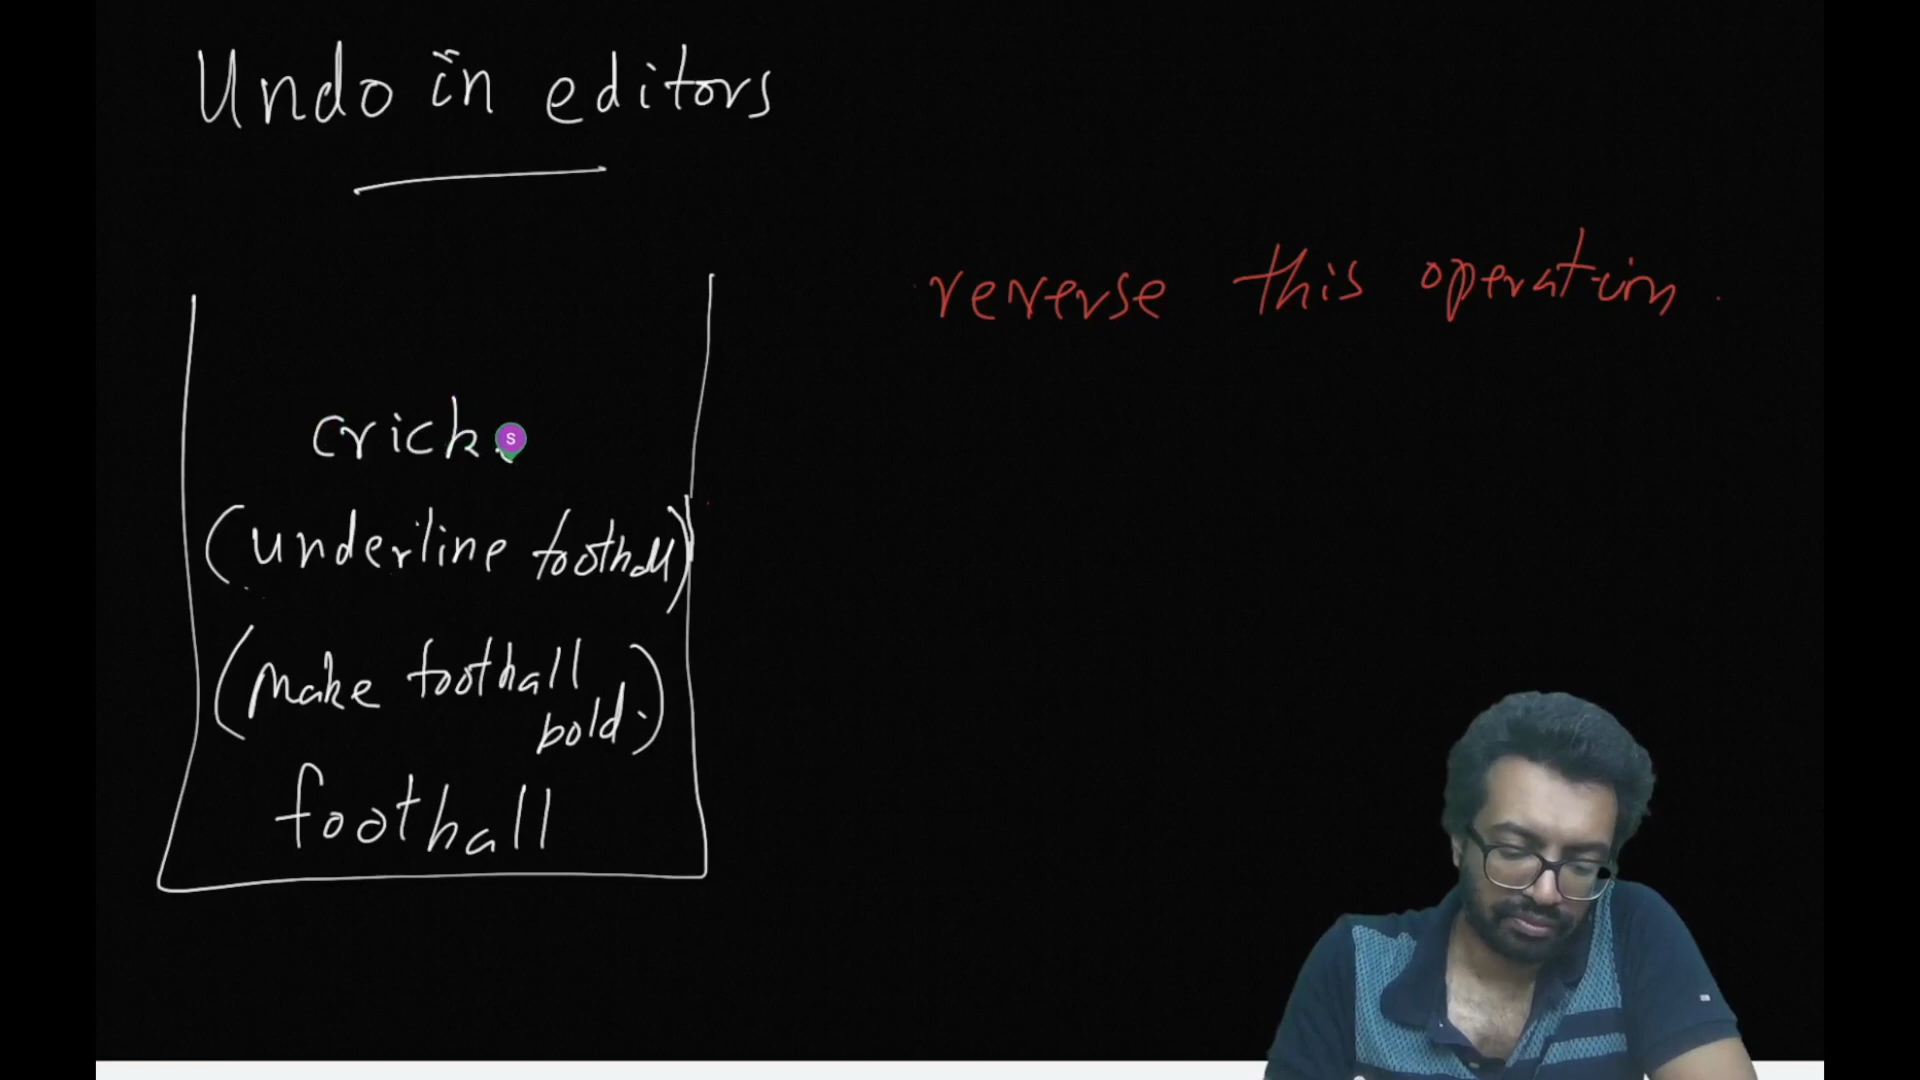 Undo in editors
reverse this operation.
crick
S
(underline football)
(make football
bold.)
football